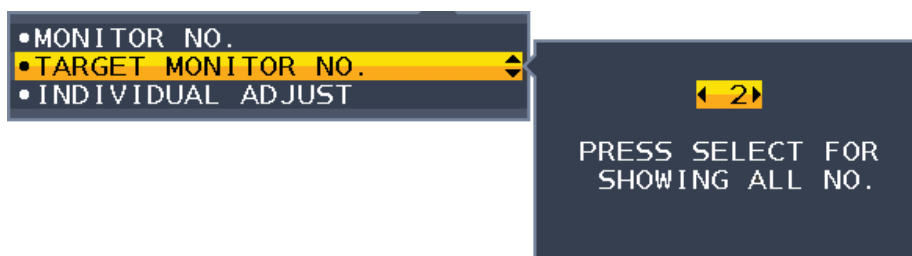 •MONITOR NO.
•TARGET MONITOR NO.
•INDIVIDUAL ADJUST
2
PRESS SELECT FOR
SHOWING ALL NO.